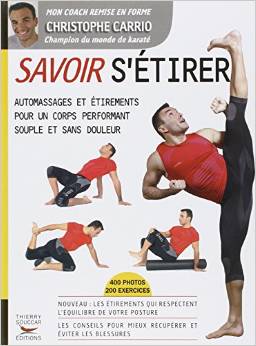 MON COACH REMISE EN FORME
CHRISTOPHE CARRIO
Champion du monde de karaté
SAVOIR S'ÉTIRER
AUTOMASSAGES ET ÉTIREMENTS
POUR UN CORPS PERFORMANT
SOUPLE ET SANS DOULEUR
400 PHOTOS
200 EXERCICES
NOUVEAU : LES ÉTIREMENTS QUI RESPECTENT
L'ÉQUILIBRE DE VOTRE POSTURE
LES CONSEILS POUR MIEUX RÉCUPÉRER ET
ÉVITER LES BLESSURES
THIERRY
SOUCCAR
ÉDITIONS